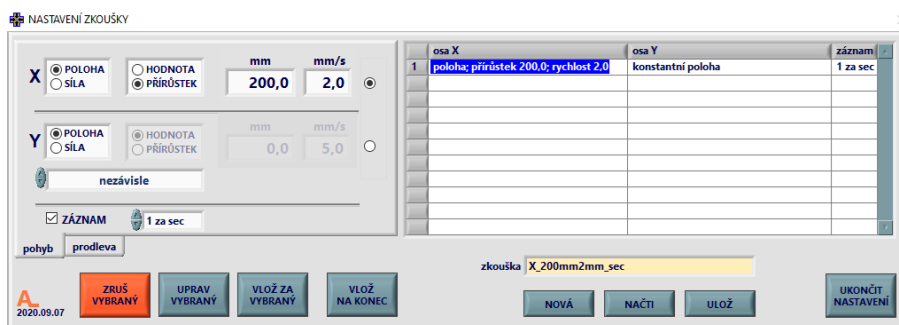 NASTAVENÍ ZKOUŠKY
X POLOHA SÍLA HODNOTA PŘÍRŮSTEK mm 200,0 mm/s 2,0
Y POLOHA SÍLA HODNOTA PŘÍRŮSTEK mm 0,0 mm/s 5,0
nezávisle
ZÁZNAM 1 za sec
pohyb prodleva
osa X osa Y záznam
1 poloha; přírůstek 200,0; rychlost 2,0 konstantní poloha 1 za sec
zkouška X_200mm2mm_sec
ZRUŠ VYBRANÝ
UPRAV VYBRANÝ
VLOŽ ZA VYBRANÝ
VLOŽ NA KONEC
NOVÁ
NAČTI
ULOŽ
UKONČIT NASTAVENÍ
2020.09.07